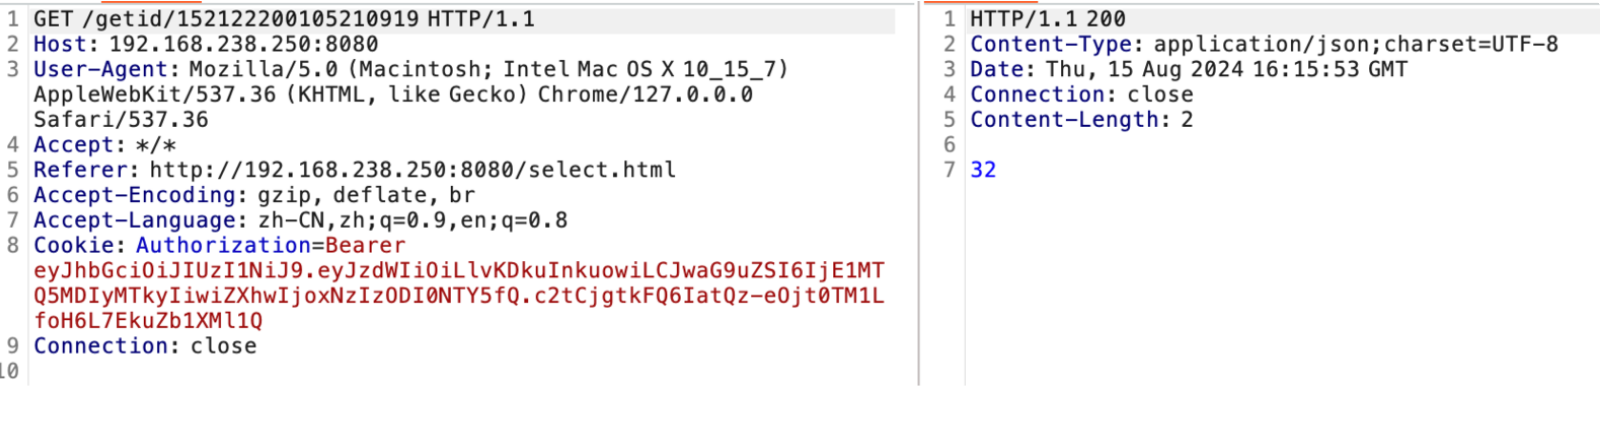 1 GET /getid/152122200105210919 HTTP/1.1
2 Host: 192.168.238.250:8080
3 User-Agent: Mozilla/5.0 (Macintosh; Intel Mac OS X 10_15_7)
AppleWebKit/537.36 (KHTML, like Gecko) Chrome/127.0.0.0
Safari/537.36
4 Accept: */*
5 Referer: http://192.168.238.250:8080/select.html
6 Accept-Encoding: gzip, deflate, br
7 Accept-Language: zh-CN,zh;q=0.9,en;q=0.8
8 Cookie: Authorization=Bearer
eyJhbGciOiJIUzI1NiJ9.eyJzdWIiOiLlvKDkuInkuowiLCJwaG9uZSI6IjE1MT
Q5MDIyMTkyIiwiZXhwIjoxNzIzODI0NTY5fQ.c2tCjgtkFQ6IatQz-eOjt0TM1L
foH6L7EkuZb1XMl1Q
9 Connection: close
10
1 HTTP/1.1 200
2 Content-Type: application/json;charset=UTF-8
3 Date: Thu, 15 Aug 2024 16:15:53 GMT
4 Connection: close
5 Content-Length: 2
6
7 32